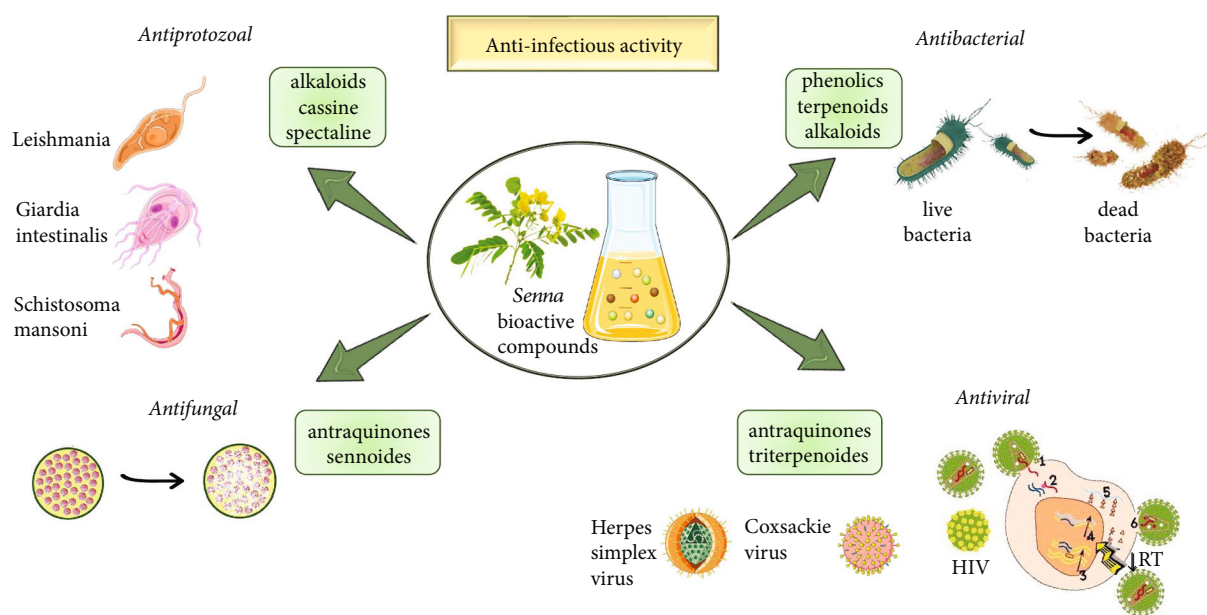 Anti-infectious activity
Antiprotozoal
alkaloids
cassine
spectaline
Leishmania
Giardia
intestinalis
Schistosoma
mansoni
Antibacterial
phenolics
terpenoids
alkaloids
live
bacteria
dead
bacteria
Senna
bioactive
compounds
Antifungal
antraquinones
sennoides
Antiviral
antraquinones
triterpenoides
Herpes
simplex
virus
Coxsackie
virus
HIV
1
2
5
6
4
3
RT